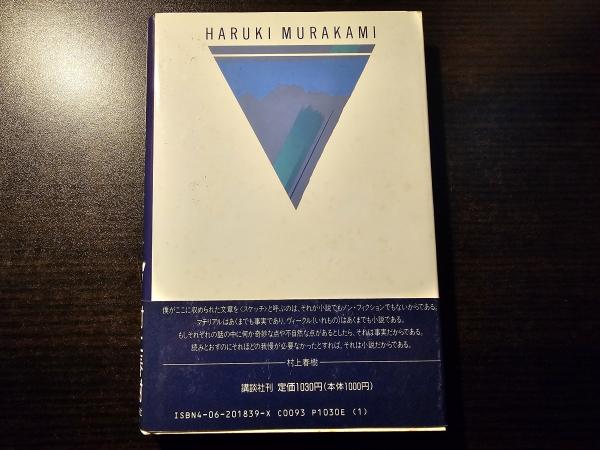 HARUKI MURAKAMI
僕がここに収められた文章を〈スケッチ〉と呼ぶのは、それが小説でもノン・フィクションでもないからである。
マテリアルはあくまでも事実であり、ヴィークル(いれもの)はあくまでも小説である。
もしそれぞれの話の中に何か奇妙な点や不自然な点があるとしたら、それは事実だからである。
読みとおすのにそれほどの我慢が必要なかったとすれば、それは小説だからである。
村上春樹
講談社刊 定価1030円(本体1000円)
ISBN4-06-201839-X C0093 P1030E (1)